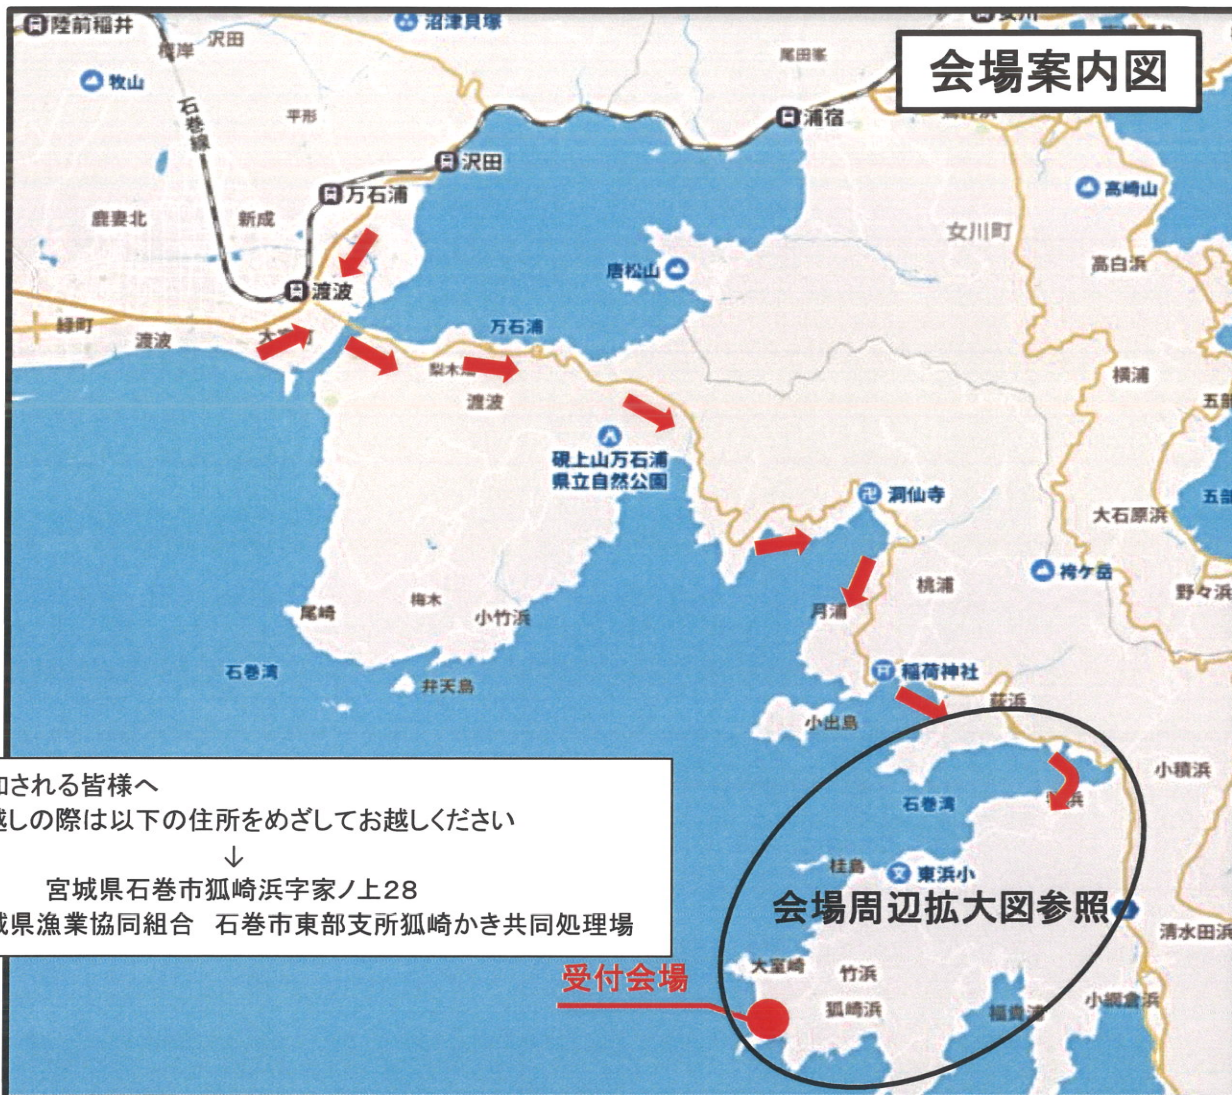 陸前稲井
沢田
沼津貝塚
尾田峯
会場案内図
牧山
石巻線
平形
浦宿
沢田
高崎山
万石浦
鹿妻北
新成
女川町
唐松山
高白浜
渡波
緑町
渡波
万石浦
渡波
横浦
硯上山万石浦
県立自然公園
洞仙寺
大石原浜
袴ケ岳
桃浦
野々浜
尾崎
梅木
小竹浜
月浦
石巻湾
弁天島
稲荷神社
荻浜
小出島
小積浜
石巻湾
加される皆様へ
越しの際は以下の住所をめざしてお越しください
↓
宮城県石巻市狐崎浜字家ノ上28
城県漁業協同組合 石巻市東部支所狐崎かき共同処理場
桂島
東浜小
会場周辺拡大図参照
清水田浜
受付会場
大室崎
竹浜
狐崎浜
福貴浦
小網倉浜